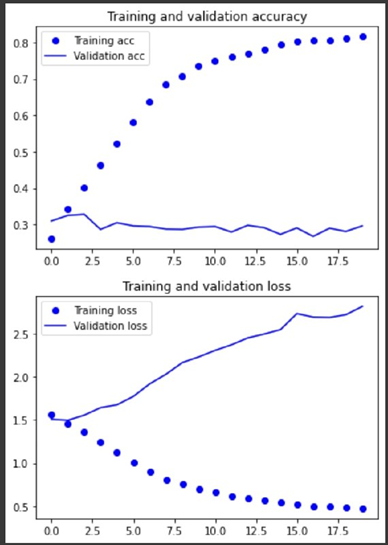 Training and validation accuracy
Training acc
Validation acc
0.8
0.7
0.6
0.5
0.4
0.3
0.0 2.5 5.0 7.5 10.0 12.5 15.0 17.5
Training and validation loss
Training loss
Validation loss
2.5
2.0
1.5
1.0
0.5
0.0 2.5 5.0 7.5 10.0 12.5 15.0 17.5